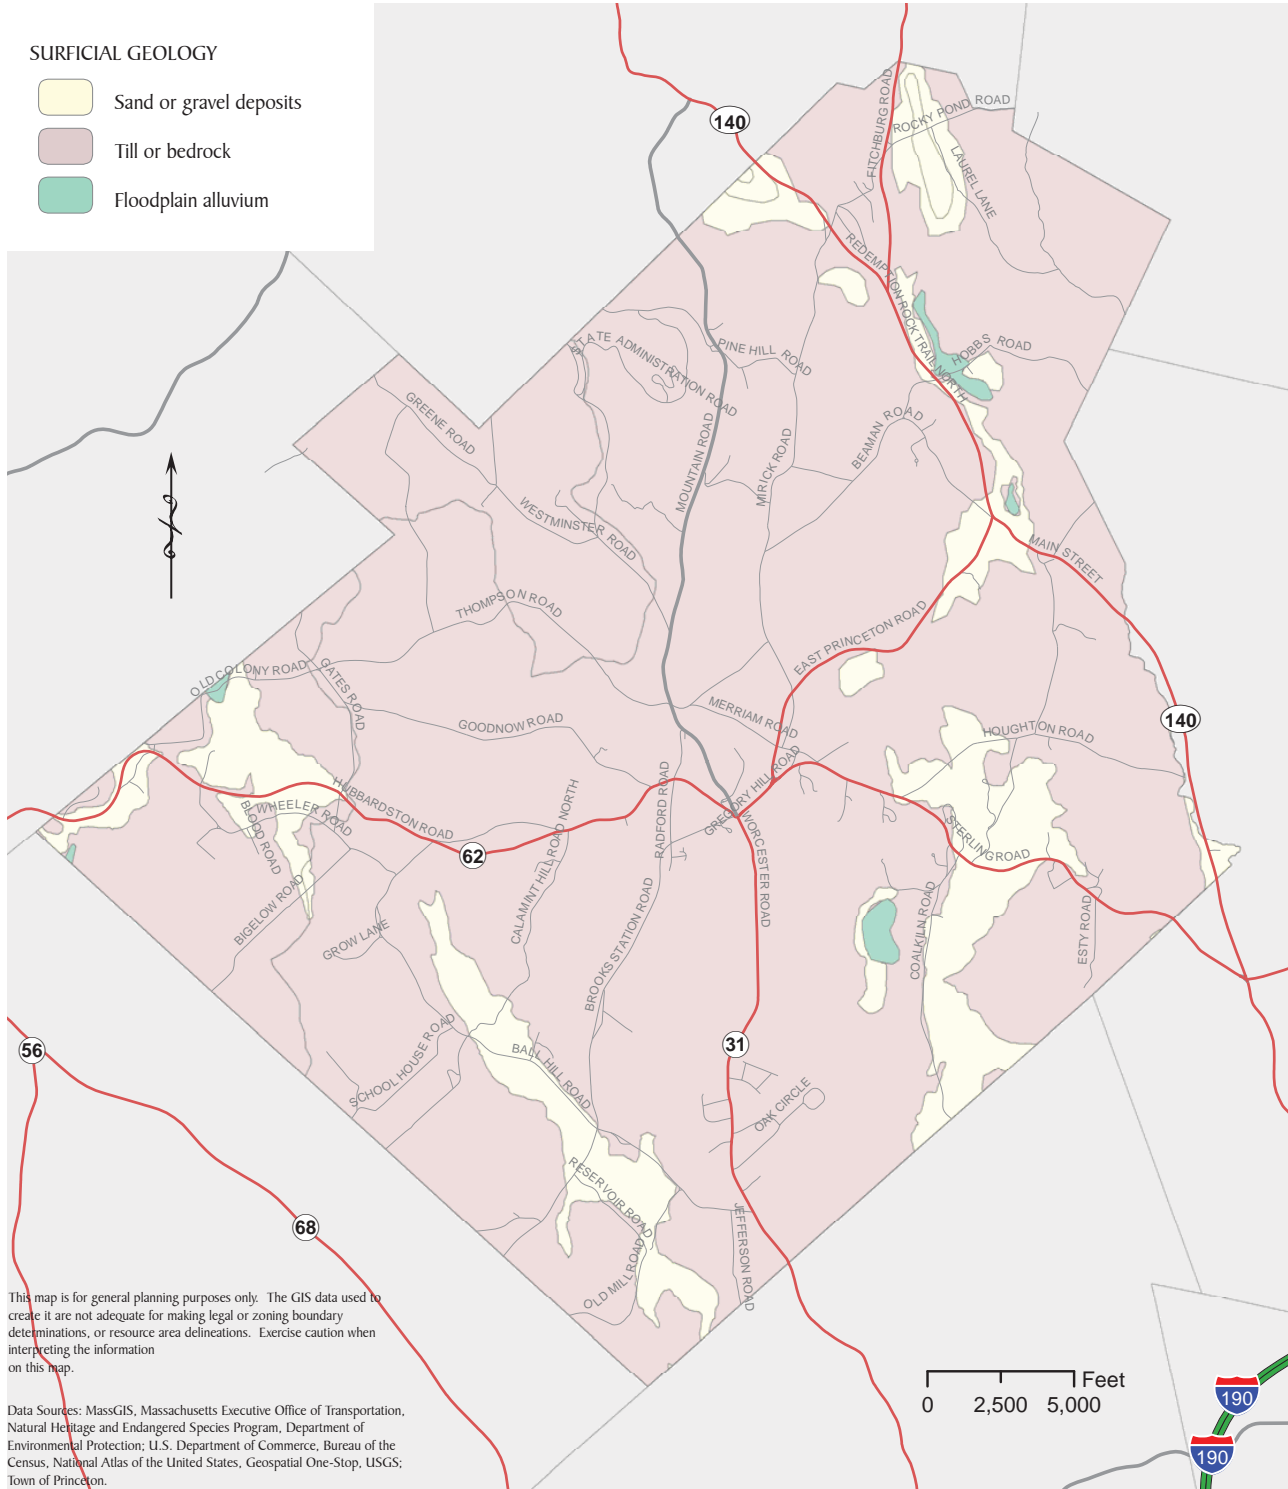 SURFICIAL GEOLOGY
Sand or gravel deposits
Till or bedrock
Floodplain alluvium
140
FITCHBURG ROAD
ROCKY POND ROAD
LAUREL LANE
REDEMPTION ROCK TRAIL NORTH
HOBBS ROAD
STATE ADMINISTRATION ROAD
PINE HILL ROAD
GREENE ROAD
MOUNTAIN ROAD
MIRICK ROAD
BEAMAN ROAD
WESTMINSTER ROAD
MAIN STREET
THOMPSON ROAD
EAST PRINCETON ROAD
OLD COLONY ROAD
GATES ROAD
GOODNOW ROAD
MERRIAM ROAD
HOUGHTON ROAD
140
GREGORY HILL ROAD
HUBBARDSTON ROAD
WHEELER ROAD
BLOOD ROAD
62
CALAMINT HILL ROAD NORTH
RADFORD ROAD
WORCESTER ROAD
STERLING ROAD
BIGELOW ROAD
GROW LANE
BROOKS STATION ROAD
COALKILN ROAD
ESTY ROAD
56
SCHOOL HOUSE ROAD
BALL HILL ROAD
31
OAK CIRCLE
RESERVOIR ROAD
68
OLD MILL ROAD
JEFFERSON ROAD
This map is for general planning purposes only. The GIS data used to
create it are not adequate for making legal or zoning boundary
determinations, or resource area delineations. Exercise caution when
interpreting the information
on this map.
Feet
0 2,500 5,000
190
190
Data Sources: MassGIS, Massachusetts Executive Office of Transportation,
Natural Heritage and Endangered Species Program, Department of
Environmental Protection; U.S. Department of Commerce, Bureau of the
Census, National Atlas of the United States, Geospatial One-Stop, USGS;
Town of Princeton.